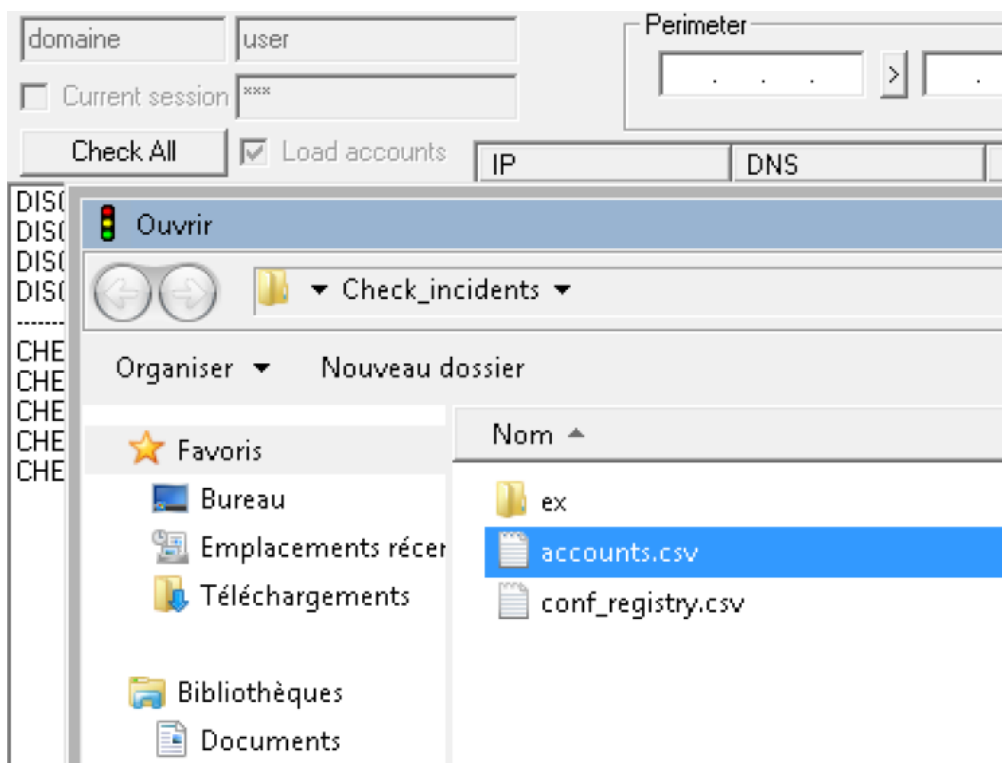 domaine user
Perimeter
. . . > .
Current session ***
Check All Load accounts
IP DNS
Ouvrir
Check_incidents
Organiser Nouveau dossier
Favoris
Nom
Bureau
ex
Emplacements
accounts.csv
Téléchargements
conf_registry.csv
Bibliothèques
Documents